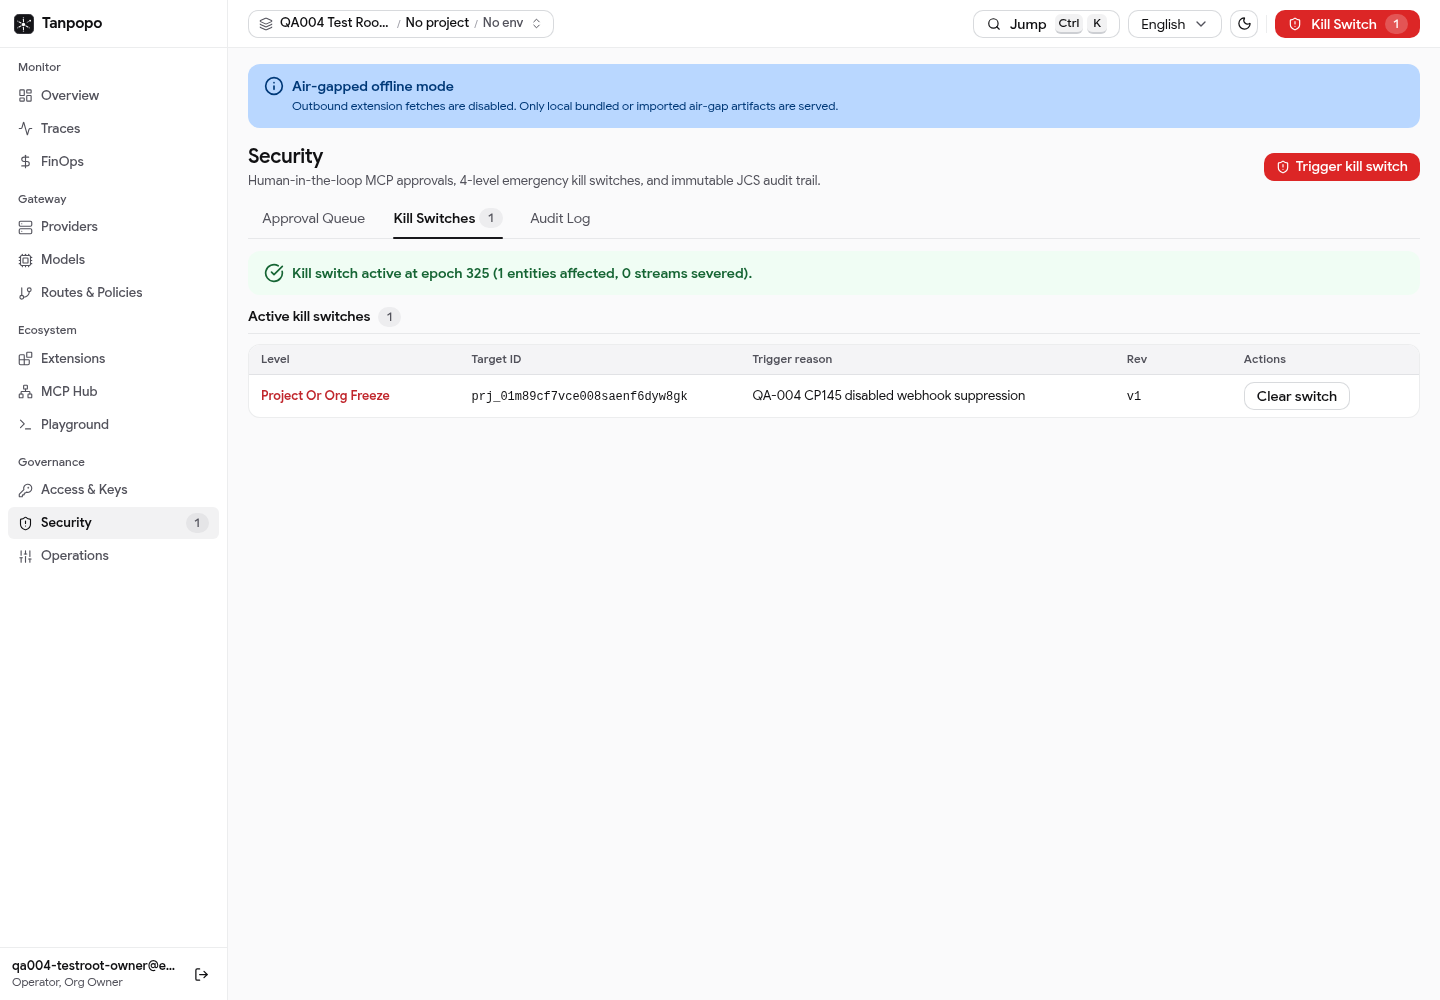 Tanpopo
QA004 Test Roo... / No project / No env
Jump Ctrl K
English
Kill Switch 1
Monitor
Overview
Traces
FinOps
Gateway
Providers
Models
Routes & Policies
Ecosystem
Extensions
MCP Hub
Playground
Governance
Access & Keys
Security 1
Operations
qa004-testroot-owner@e...
Operator, Org Owner
Air-gapped offline mode
Outbound extension fetches are disabled. Only local bundled or imported air-gap artifacts are served.
Security
Human-in-the-loop MCP approvals, 4-level emergency kill switches, and immutable JCS audit trail.
Trigger kill switch
Approval Queue Kill Switches 1 Audit Log
Kill switch active at epoch 325 (1 entities affected, 0 streams severed).
Active kill switches 1
Level Target ID Trigger reason Rev Actions
Project Or Org Freeze prj_01m89cf7vce008saenf6dyw8gk QA-004 CP145 disabled webhook suppression v1 Clear switch